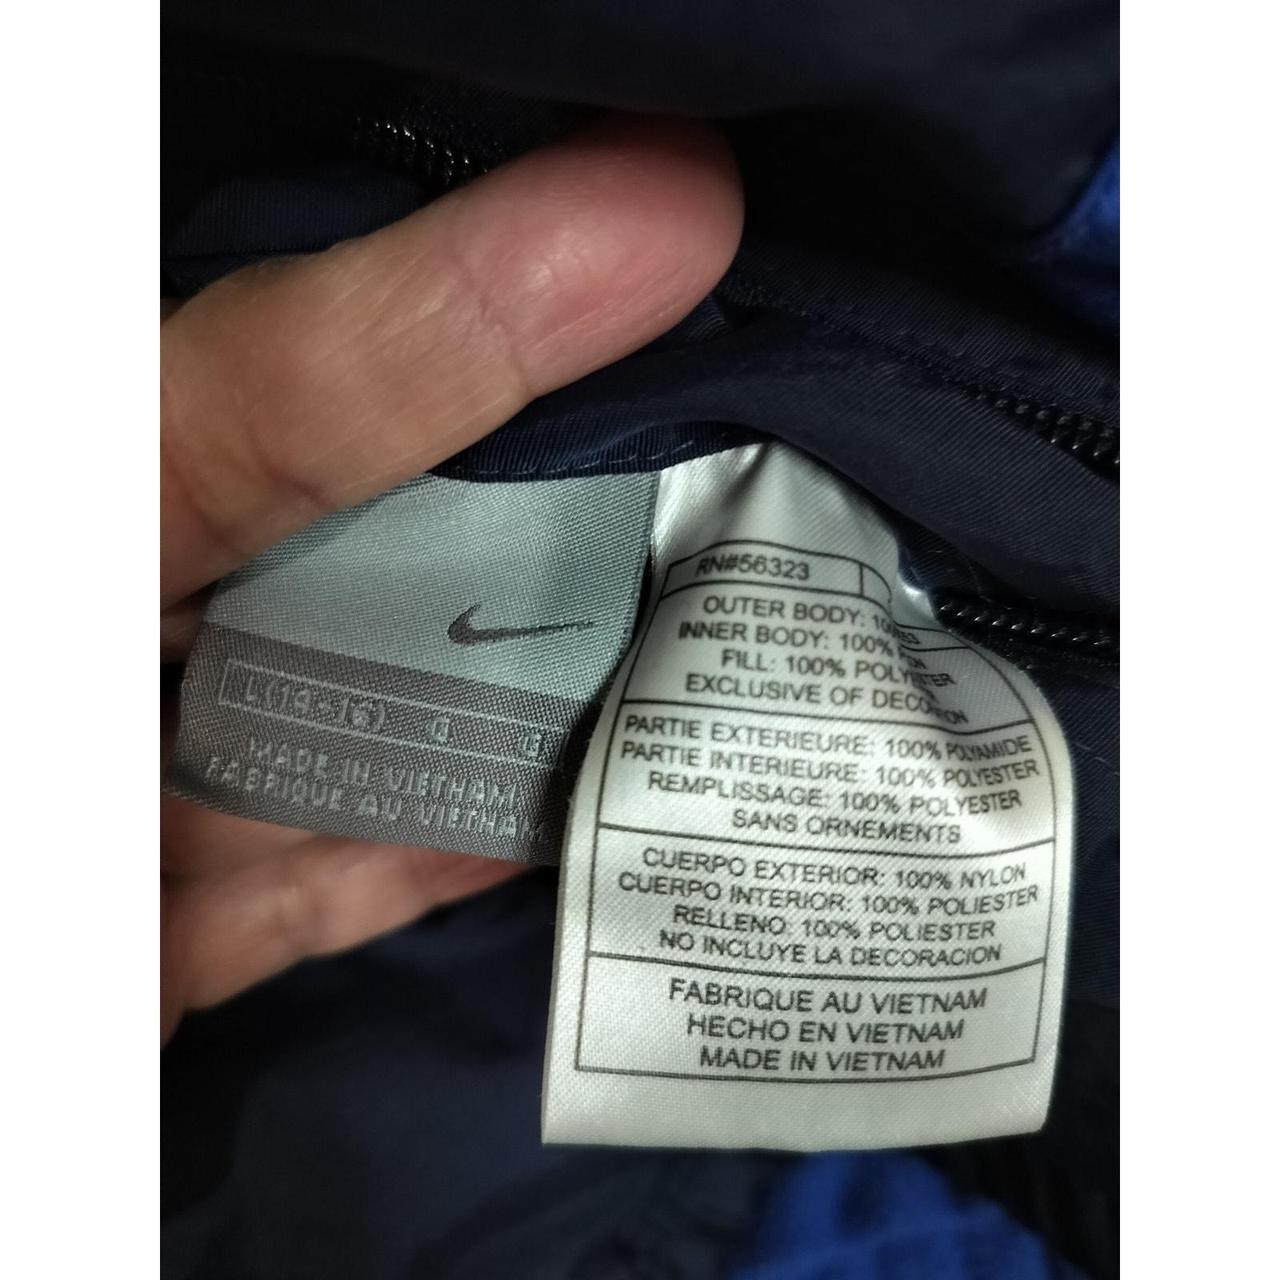 L(14-16) G G
MADE IN VIETNAM
FABRIQUE AU VIETNAM
RN#56323
OUTER BODY:
INNER BODY: 100%
FILL: 100% POLYESTER
EXCLUSIVE OF DECORATION
PARTIE EXTERIEURE: 100% POLYAMIDE
PARTIE INTERIEURE: 100% POLYESTER
REMPLISSAGE: 100% POLYESTER
SANS ORNEMENTS
CUERPO EXTERIOR: 100% NYLON
CUERPO INTERIOR: 100% POLIESTER
RELLENO: 100% POLIESTER
NO INCLUYE LA DECORACION
FABRIQUE AU VIETNAM
HECHO EN VIETNAM
MADE IN VIETNAM